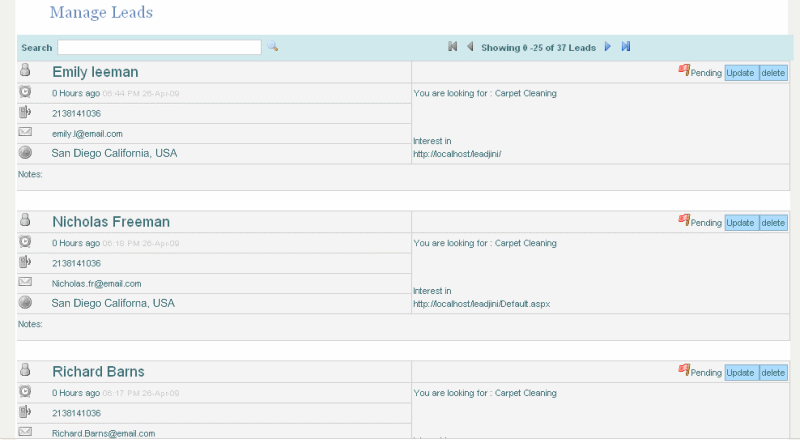 Manage Leads
Search
Showing 0 -25 of 37 Leads
Emily leeman
Pending Update delete
0 Hours ago 06:44 PM 26-Apr-09
You are looking for : Carpet Cleaning
2138141036
emily.l@email.com
Interest in
San Diego California, USA
http://localhost/leadjini/
Notes:
Nicholas Freeman
Pending Update delete
0 Hours ago 06:18 PM 26-Apr-09
You are looking for : Carpet Cleaning
2138141036
Nicholas.fr@email.com
Interest in
San Diego Californa, USA
http://localhost/leadjini/Default.aspx
Notes:
Richard Barns
Pending Update delete
0 Hours ago 06:17 PM 26-Apr-09
You are looking for : Carpet Cleaning
2138141036
Richard.Barns@email.com